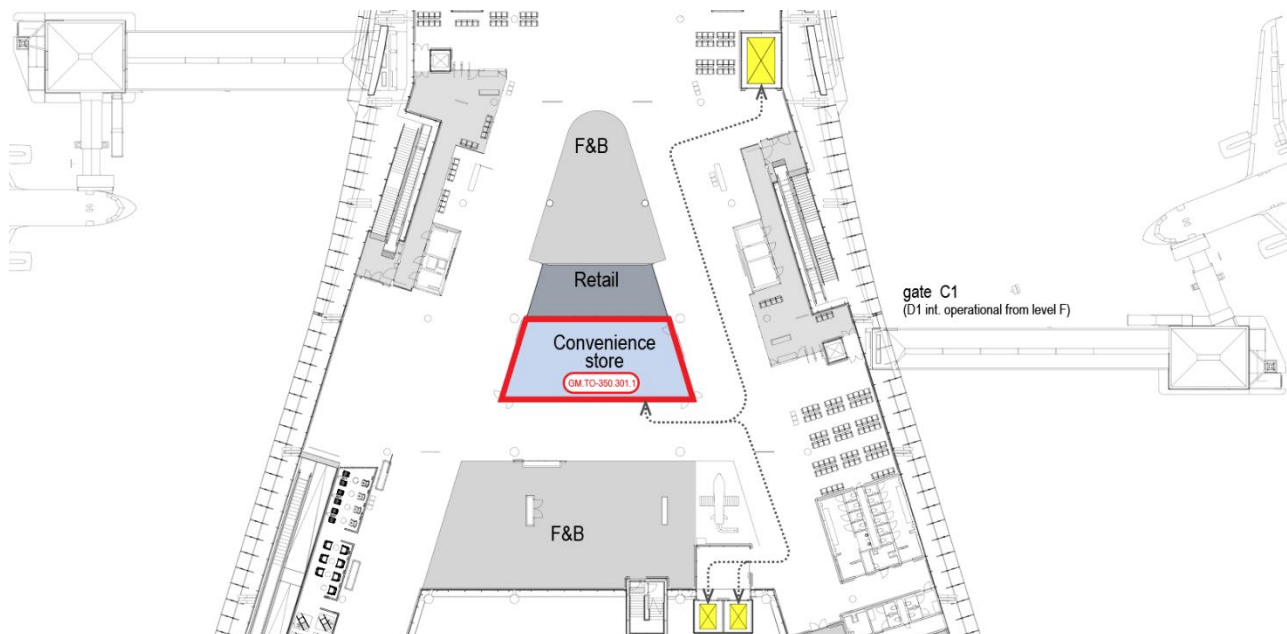 F&B
Retail
gate C1
(D1 int. operational from level F)
Convenience
store
GM.TO-350.301.1
F&B